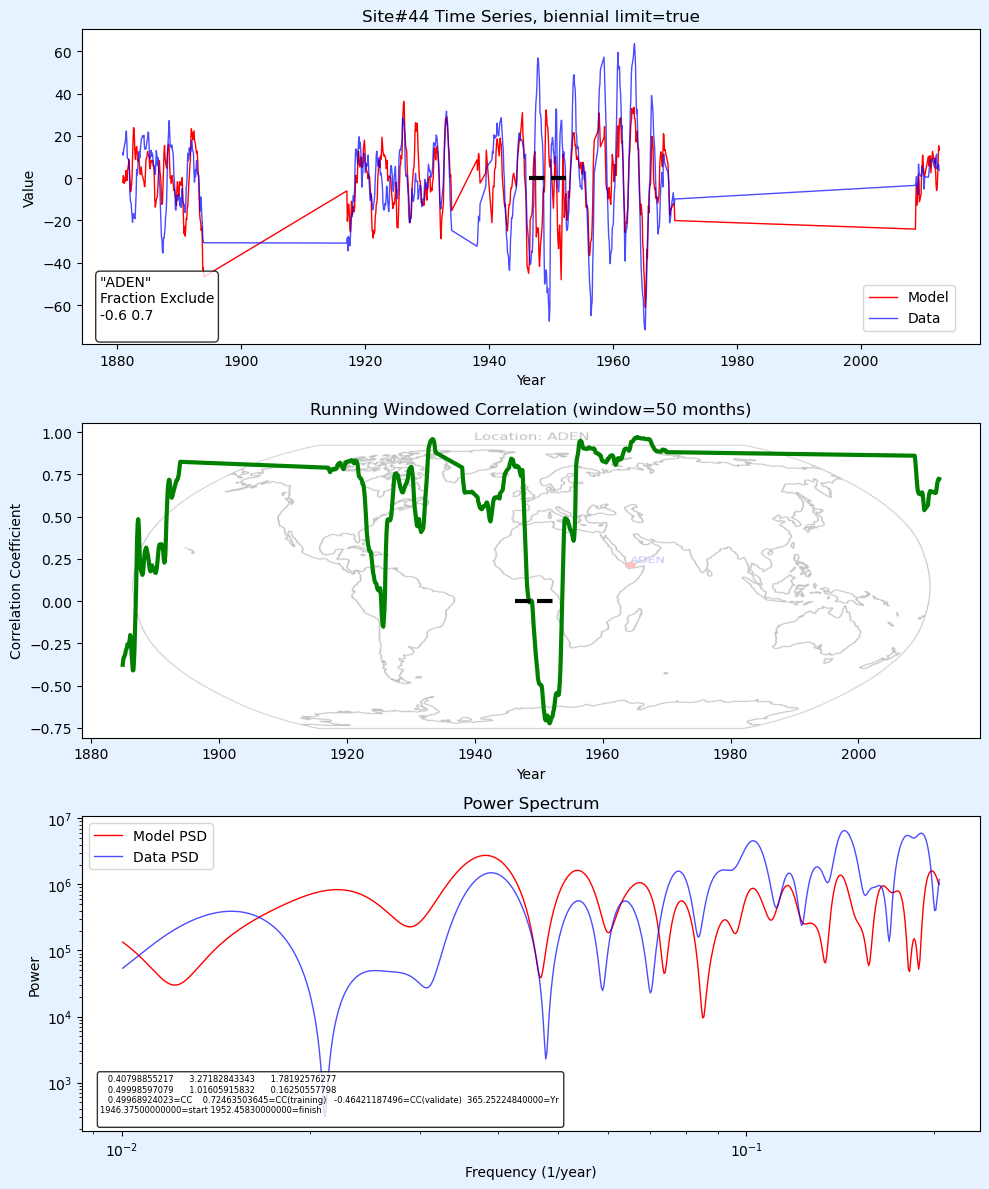 Site#44 Time Series, biennial limit=true
60
40
20
0
−20
−40
−60
Value
"ADEN"
Fraction Exclude
-0.6 0.7
Model
Data
1880 1900 1920 1940 1960 1980 2000
Year
Running Windowed Correlation (window=50 months)
Location: ADEN
1.00
0.75
0.50
0.25
0.00
−0.25
−0.50
−0.75
Correlation Coefficient
ADEN
1880 1900 1920 1940 1960 1980 2000
Year
Power Spectrum
Model PSD
Data PSD
10^7
10^6
10^5
10^4
10^3
Power
0.40798855217 3.27182843343 1.78192576277
0.49998597079 1.01605915832 0.16250557798
0.49968924023=CC 0.72463503645=CC(training) -0.46421187496=CC(validate) 365.25224840000=Yr
1946.37500000000=start 1952.45830000000=finish
10^−2 10^−1
Frequency (1/year)